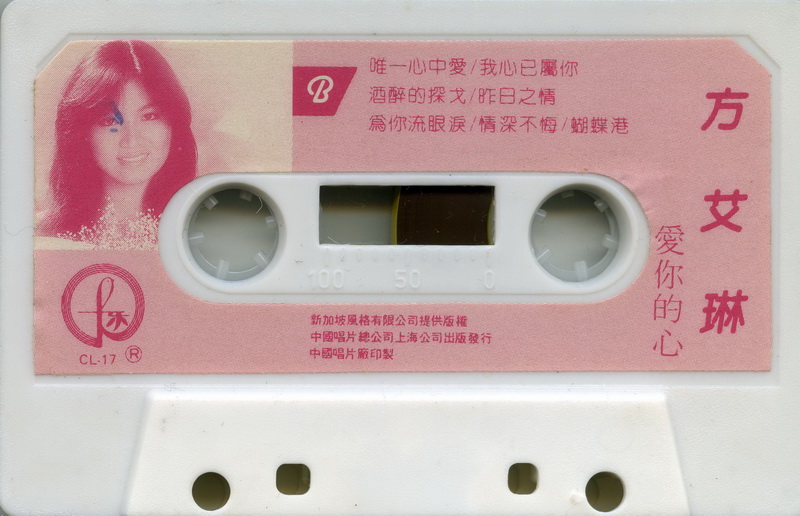 B
唯一心中愛/我心已屬你
酒醉的探戈/昨日之情
為你流眼淚/情深不悔/蝴蝶港
方艾琳
愛你的心
100 50 0
乐
CL-17 ®
新加坡風格有限公司提供版權
中國唱片總公司上海公司出版發行
中國唱片廠印製